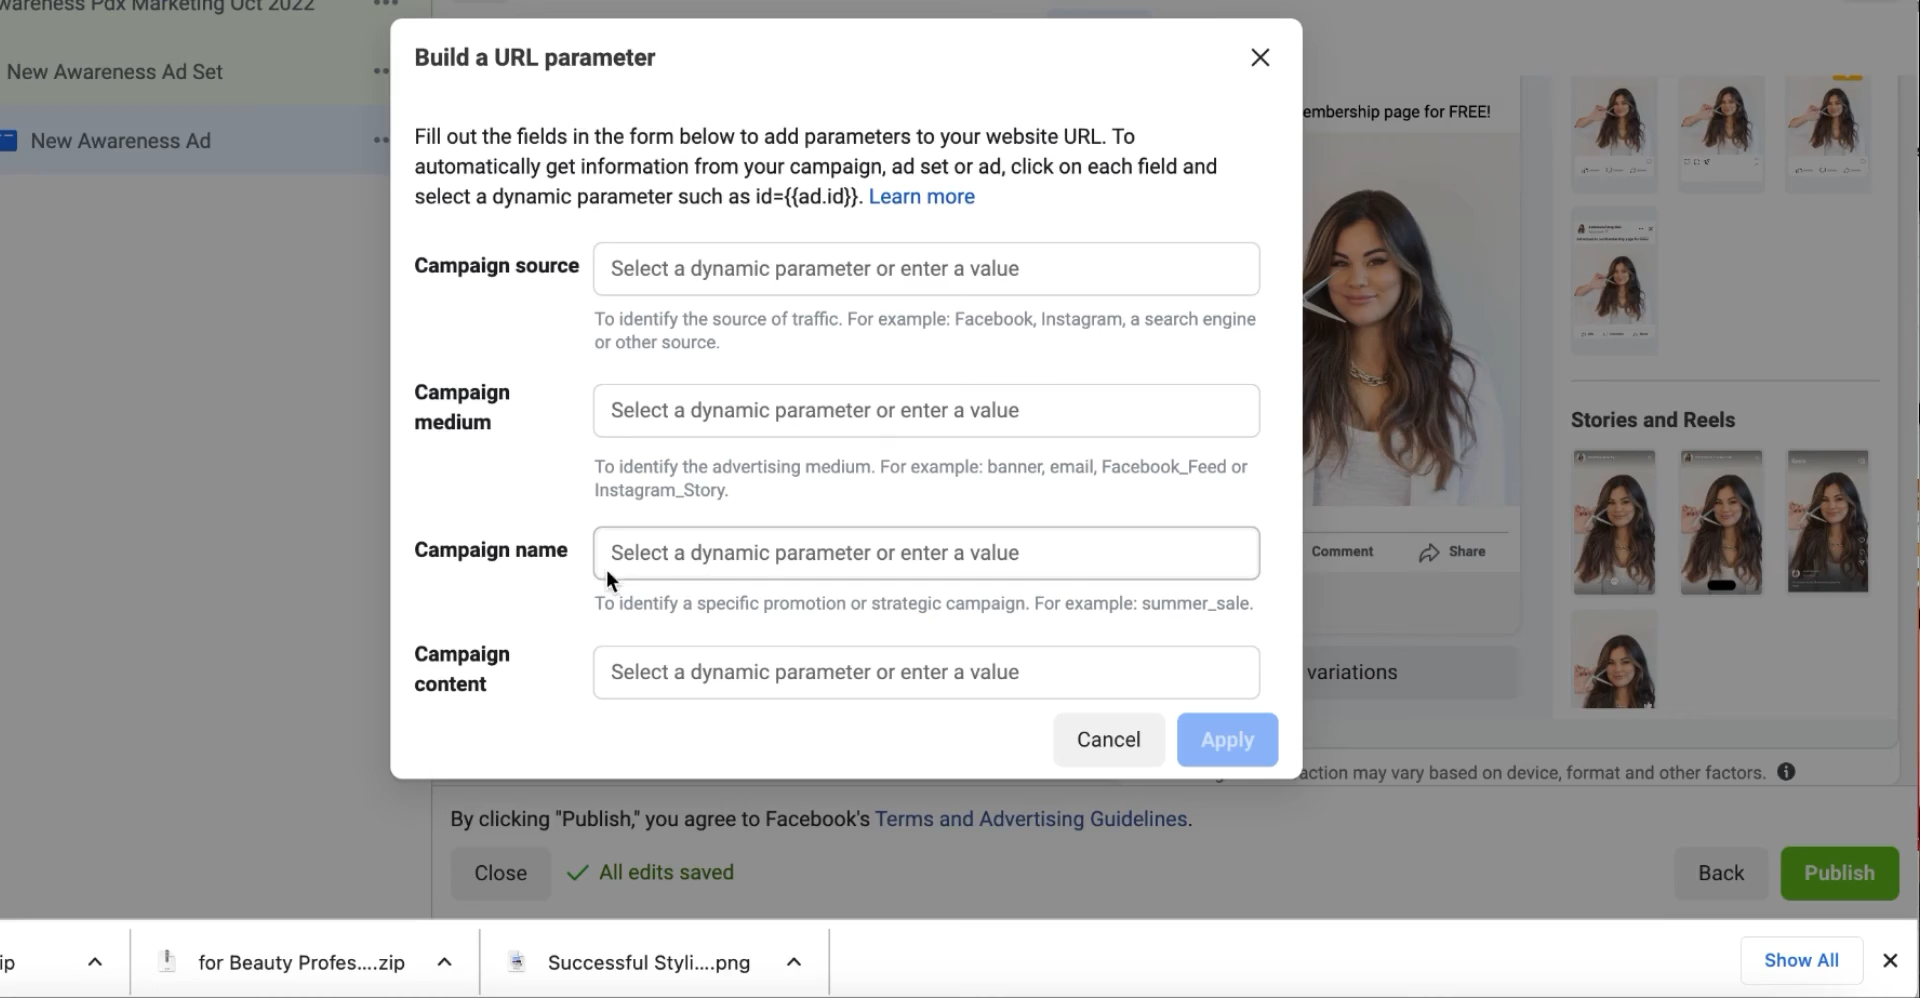 wareness Pdx Marketing Oct 2022
New Awareness Ad Set
New Awareness Ad
Build a URL parameter
Fill out the fields in the form below to add parameters to your website URL. To
automatically get information from your campaign, ad set or ad, click on each field and
select a dynamic parameter such as id={{ad.id}}. Learn more
Campaign source
Select a dynamic parameter or enter a value
To identify the source of traffic. For example: Facebook, Instagram, a search engine
or other source.
Campaign
medium
Select a dynamic parameter or enter a value
To identify the advertising medium. For example: banner, email, Facebook_Feed or
Instagram_Story.
Campaign name
Select a dynamic parameter or enter a value
To identify a specific promotion or strategic campaign. For example: summer_sale.
Campaign
content
Select a dynamic parameter or enter a value
Cancel
Apply
embership page for FREE!
Comment
Share
variations
Stories and Reels
action may vary based on device, format and other factors.
By clicking "Publish," you agree to Facebook's Terms and Advertising Guidelines.
Close
All edits saved
Back
Publish
ip
for Beauty Profes....zip
Successful Styli....png
Show All